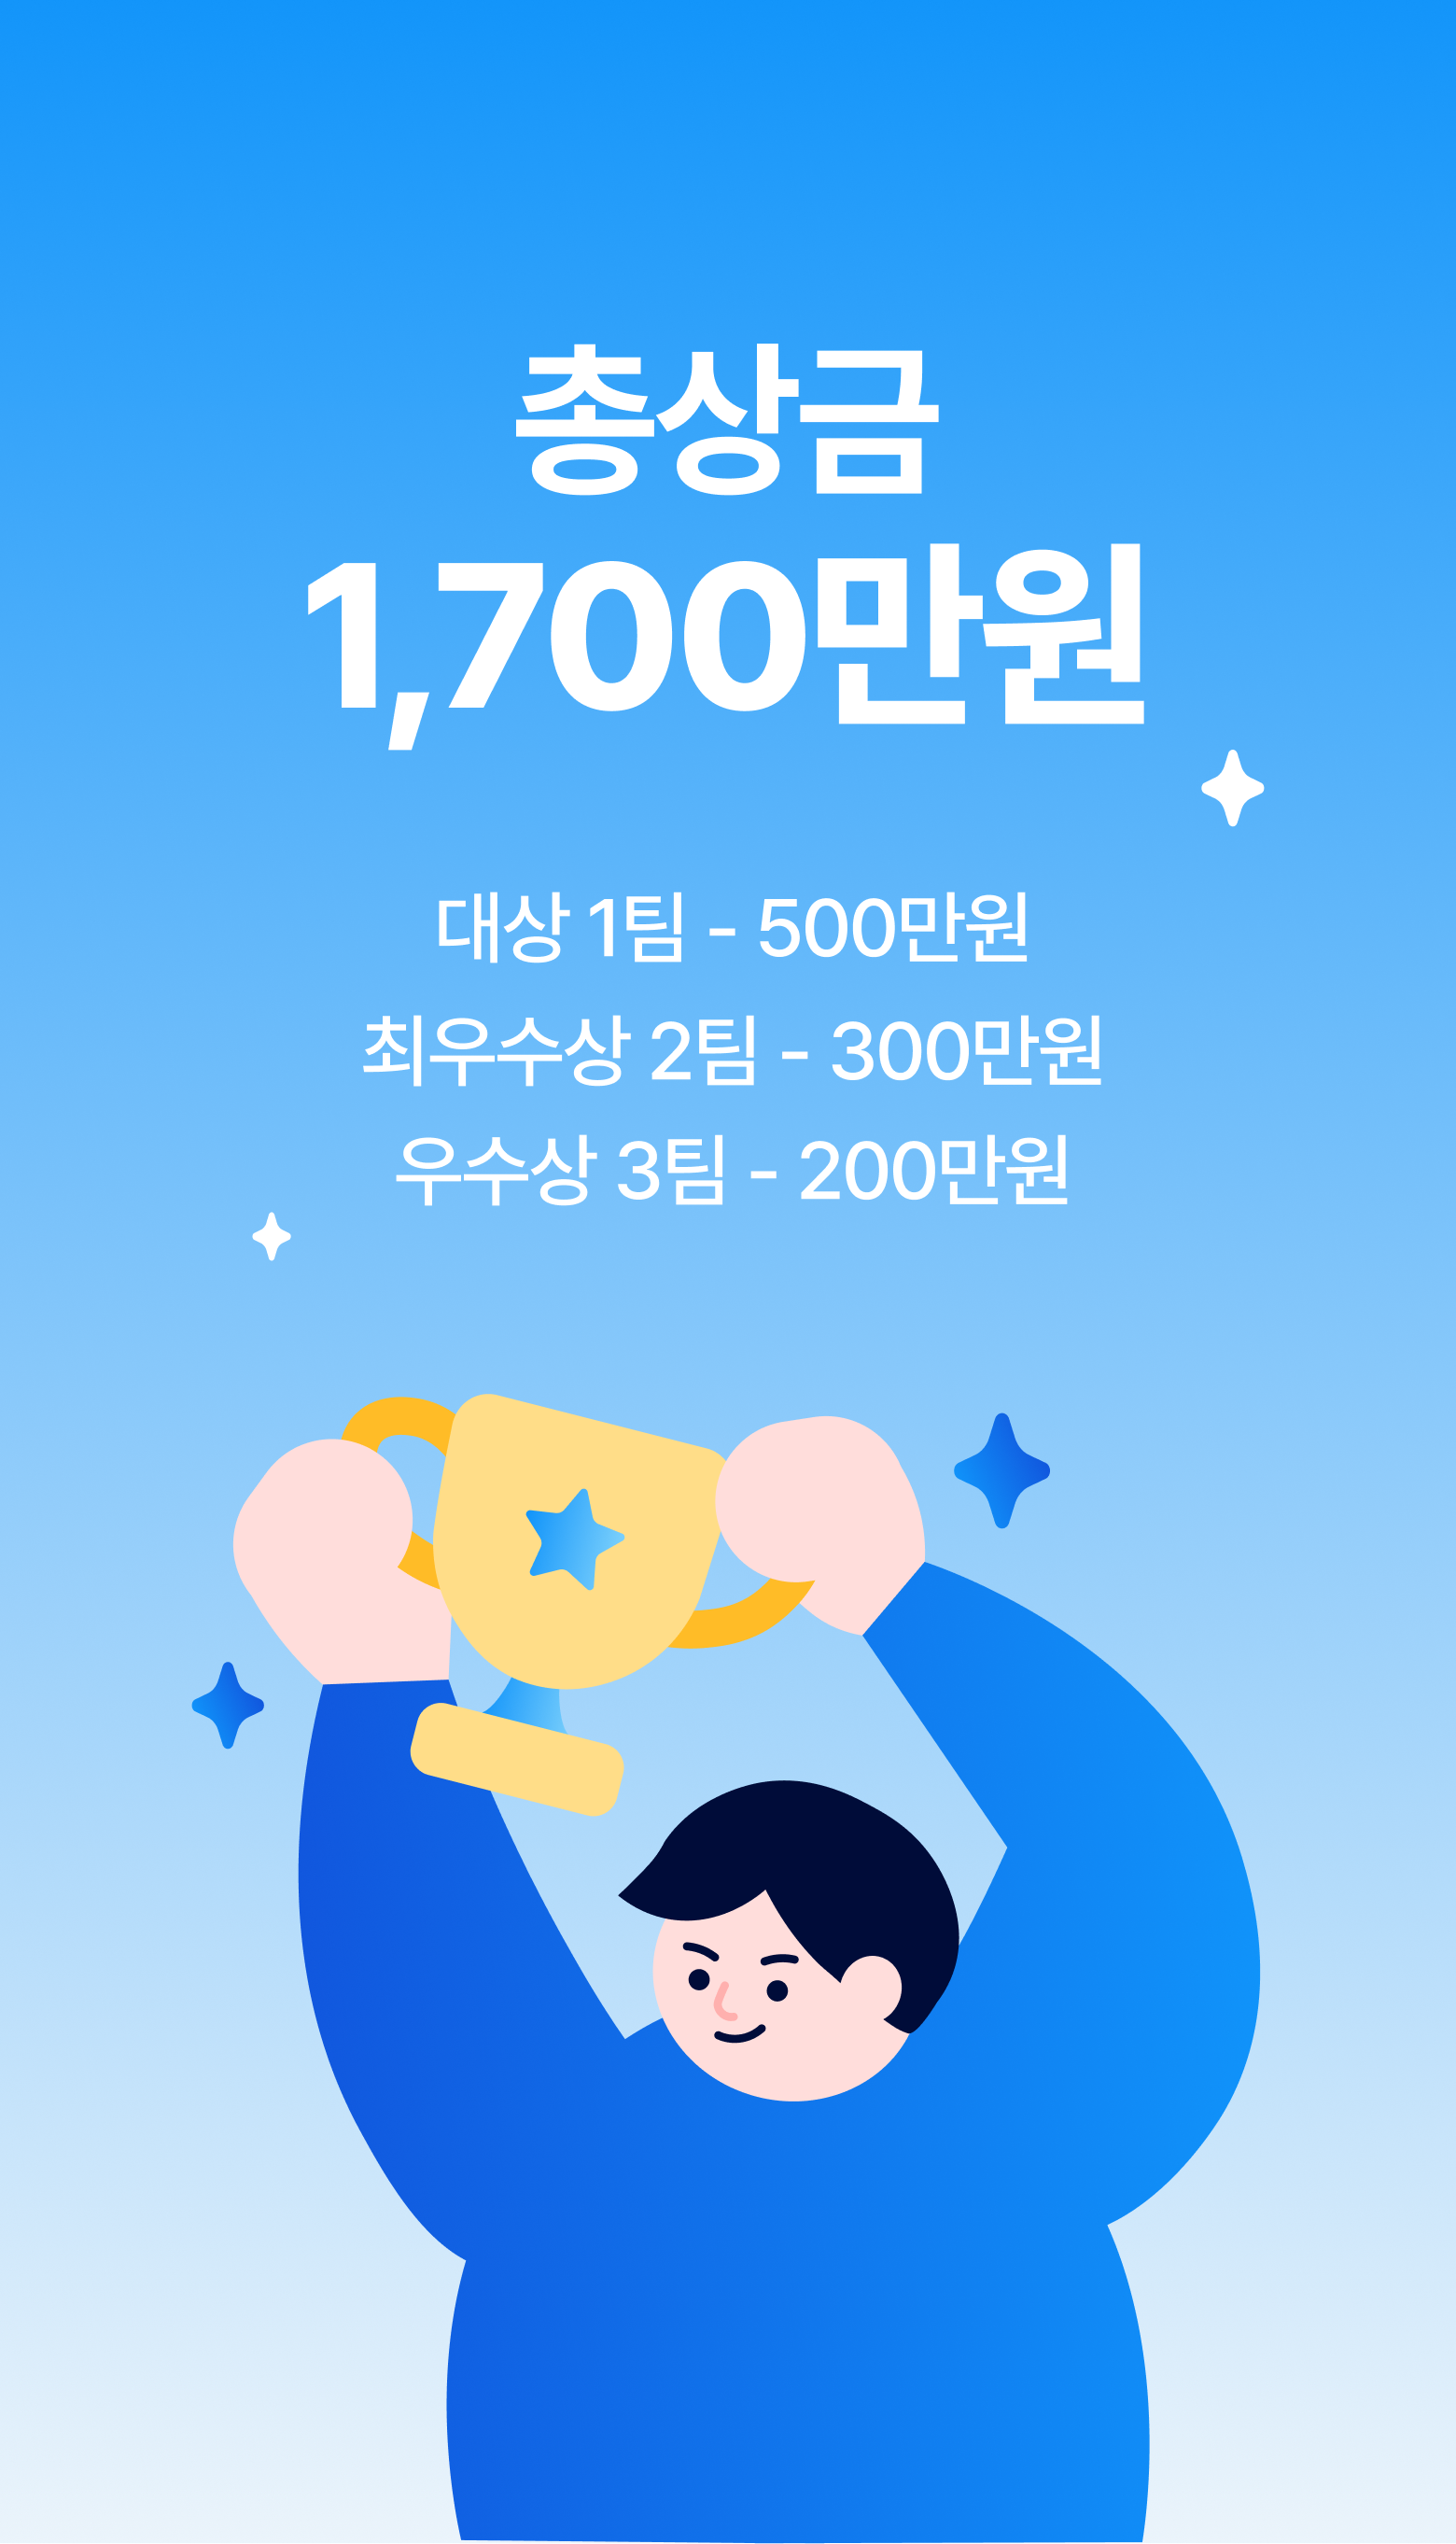 총상금
1,700만원
대상 1팀 - 500만원
최우수상 2팀 - 300만원
우수상 3팀 - 200만원